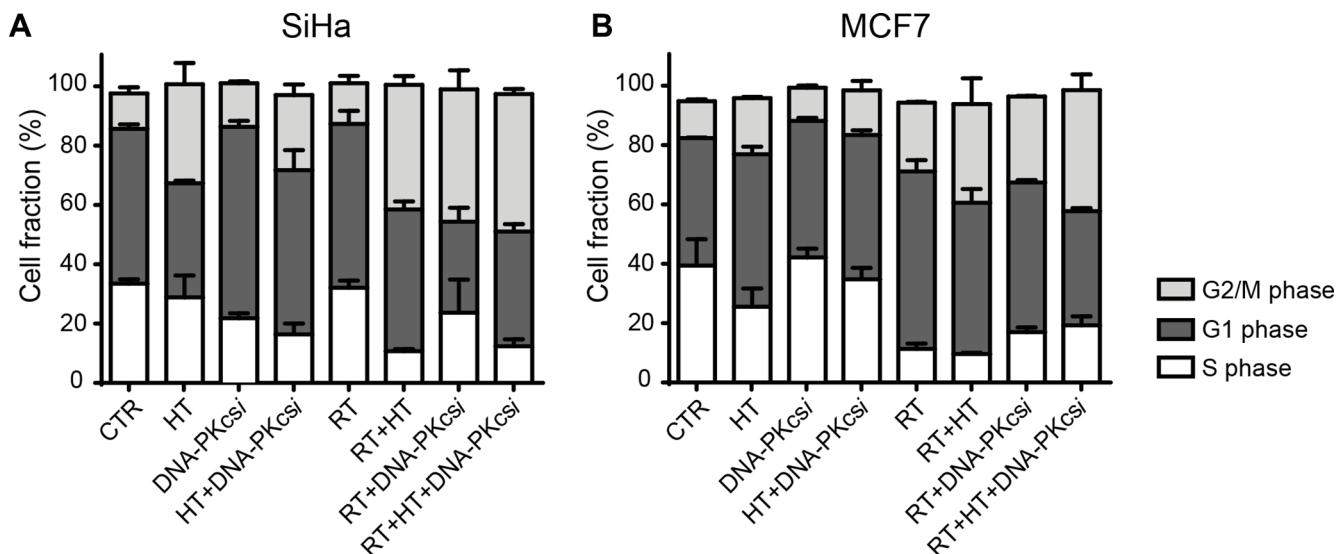 A
SiHa
Cell fraction (%)
100
80
60
40
20
0
CTR
HT
DNA-PKcsi
HT+DNA-PKcsi
RT
RT+HT
RT+DNA-PKcsi
RT+HT+DNA-PKcsi
B
MCF7
Cell fraction (%)
100
80
60
40
20
0
CTR
HT
DNA-PKcsi
HT+DNA-PKcsi
RT
RT+HT
RT+DNA-PKcsi
RT+HT+DNA-PKcsi
G2/M phase
G1 phase
S phase